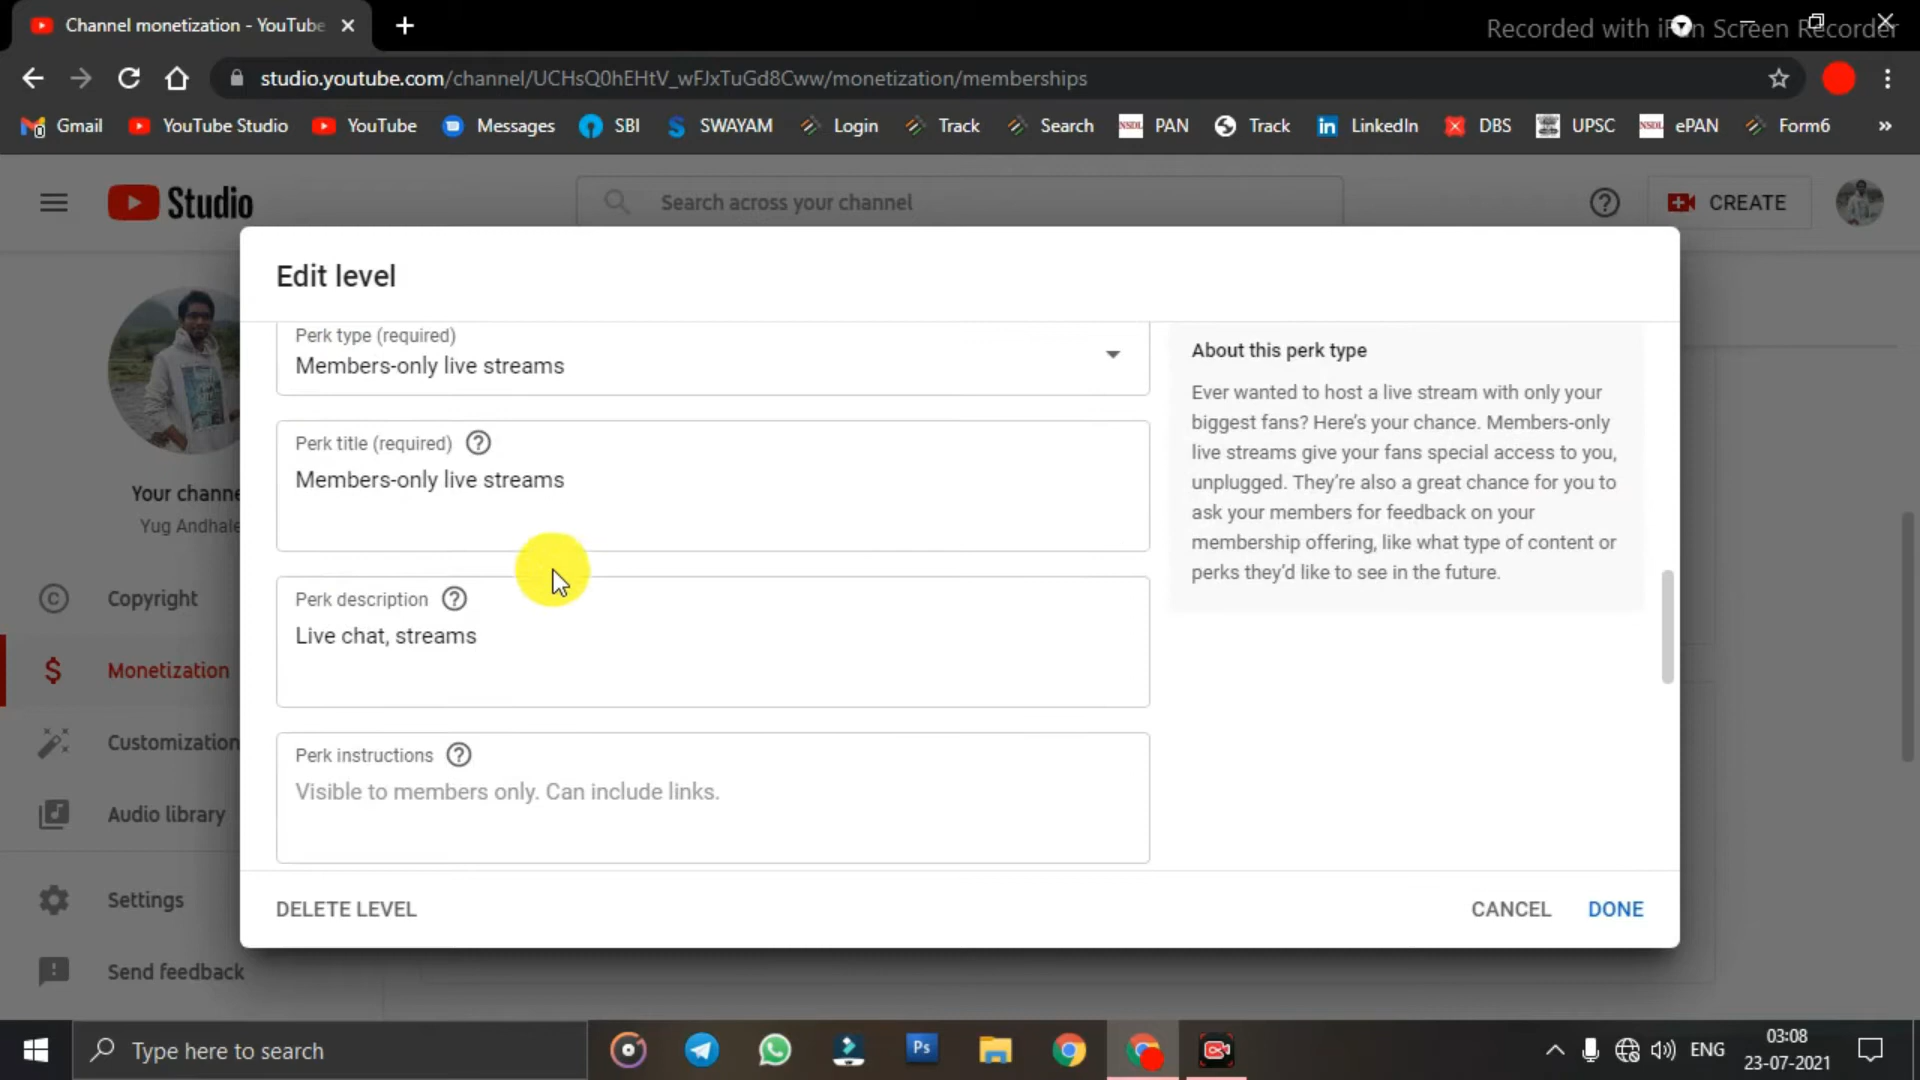 Channel monetization - YouTube
Recorded with iFun Screen Recorder
studio.youtube.com/channel/UCHsQ0hEHtV_wFJxTuGd8Cww/monetization/memberships
Gmail YouTube Studio YouTube Messages SBI SWAYAM Login Track Search NSDL PAN Track LinkedIn DBS UPSC NSDL ePAN Form6 »
Studio
Search across your channel
CREATE
Edit level
Perk type (required)
Members-only live streams
Perk title (required)
Members-only live streams
Perk description
Live chat, streams
Perk instructions
Visible to members only. Can include links.
About this perk type
Ever wanted to host a live stream with only your
biggest fans? Here's your chance. Members-only
live streams give your fans special access to you,
unplugged. They're also a great chance for you to
ask your members for feedback on your
membership offering, like what type of content or
perks they'd like to see in the future.
Your channe
Yug Andhale
Copyright
Monetization
Customization
Audio library
Settings
Send feedback
DELETE LEVEL
CANCEL
DONE
Type here to search
Ps
ENG
03:08
23-07-2021